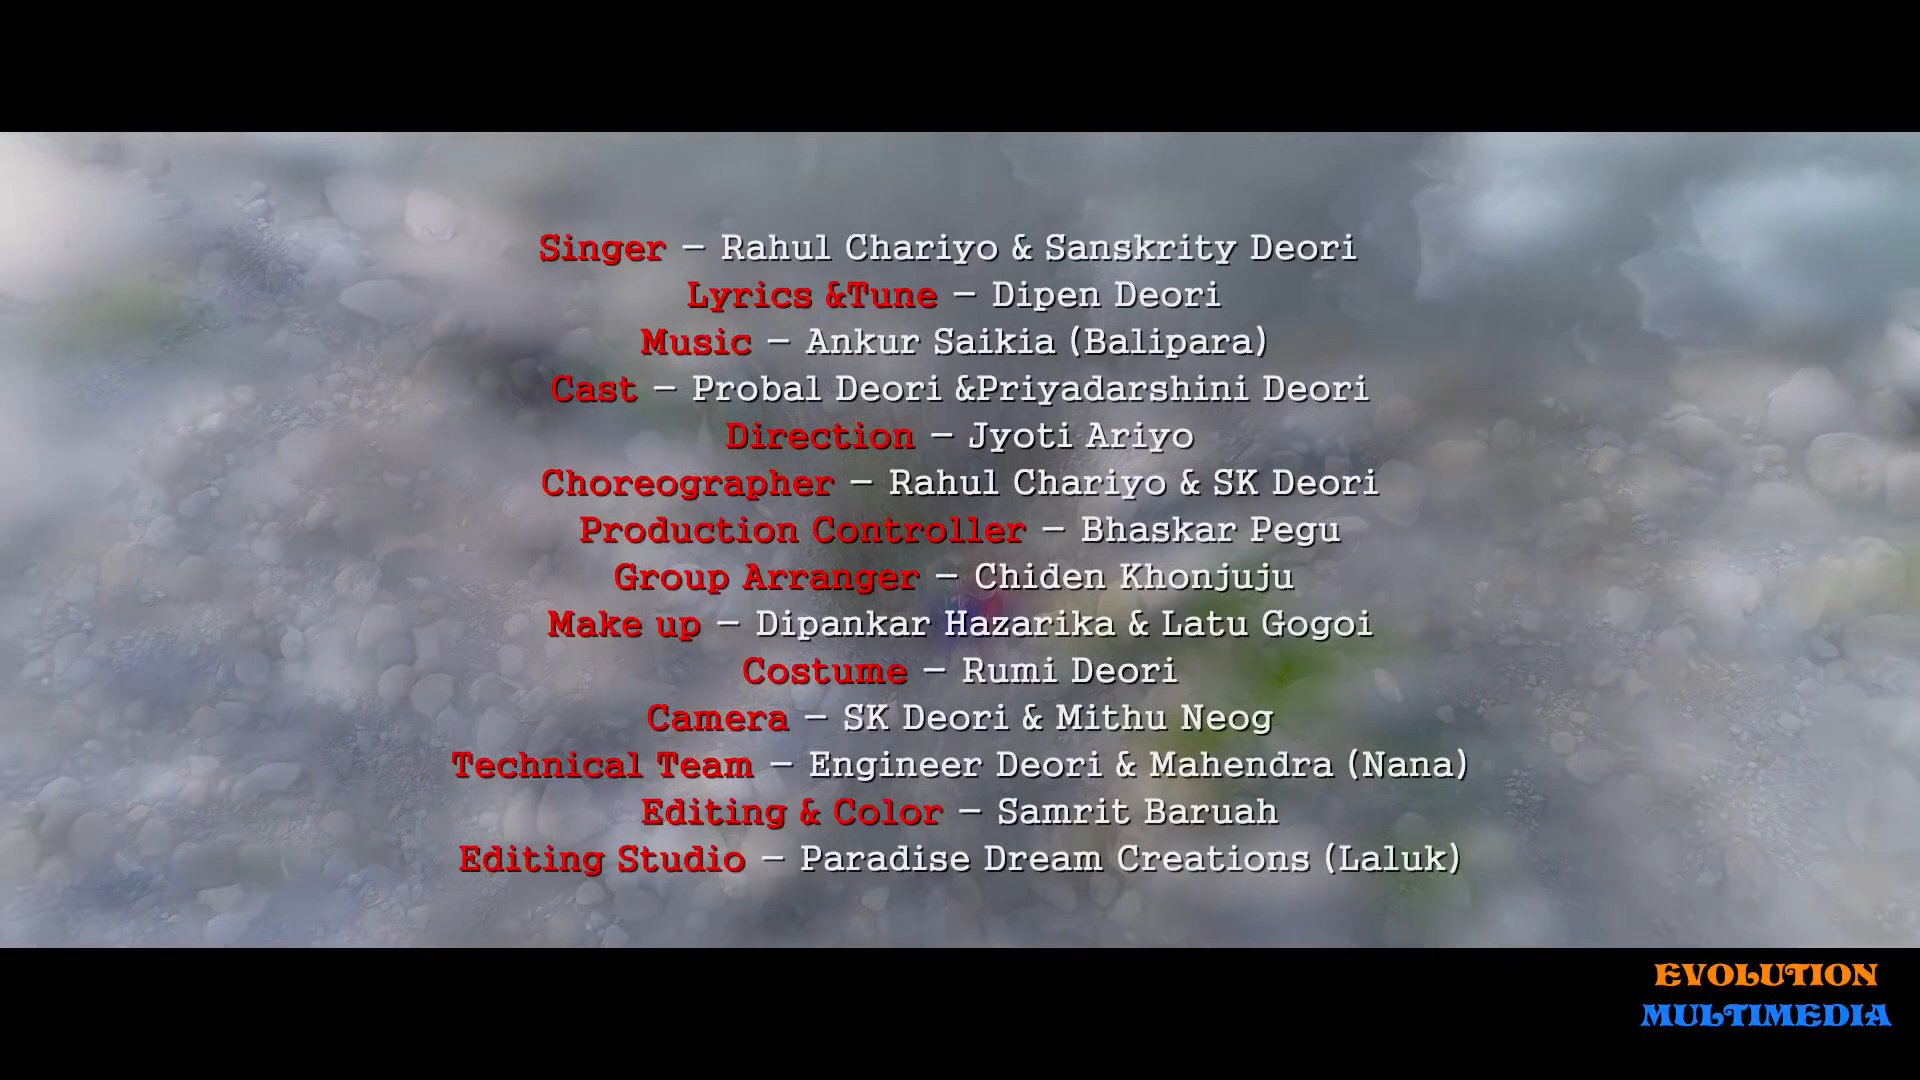 Singer – Rahul Chariyo & Sanskrity Deori
Lyrics &Tune – Dipen Deori
Music – Ankur Saikia (Balipara)
Cast – Probal Deori &Priyadarshini Deori
Direction – Jyoti Ariyo
Choreographer – Rahul Chariyo & SK Deori
Production Controller – Bhaskar Pegu
Group Arranger – Chiden Khonjuju
Make up – Dipankar Hazarika & Latu Gogoi
Costume – Rumi Deori
Camera – SK Deori & Mithu Neog
Technical Team – Engineer Deori & Mahendra (Nana)
Editing & Color – Samrit Baruah
Editing Studio – Paradise Dream Creations (Laluk)
EVOLUTION
MULTIMEDIA